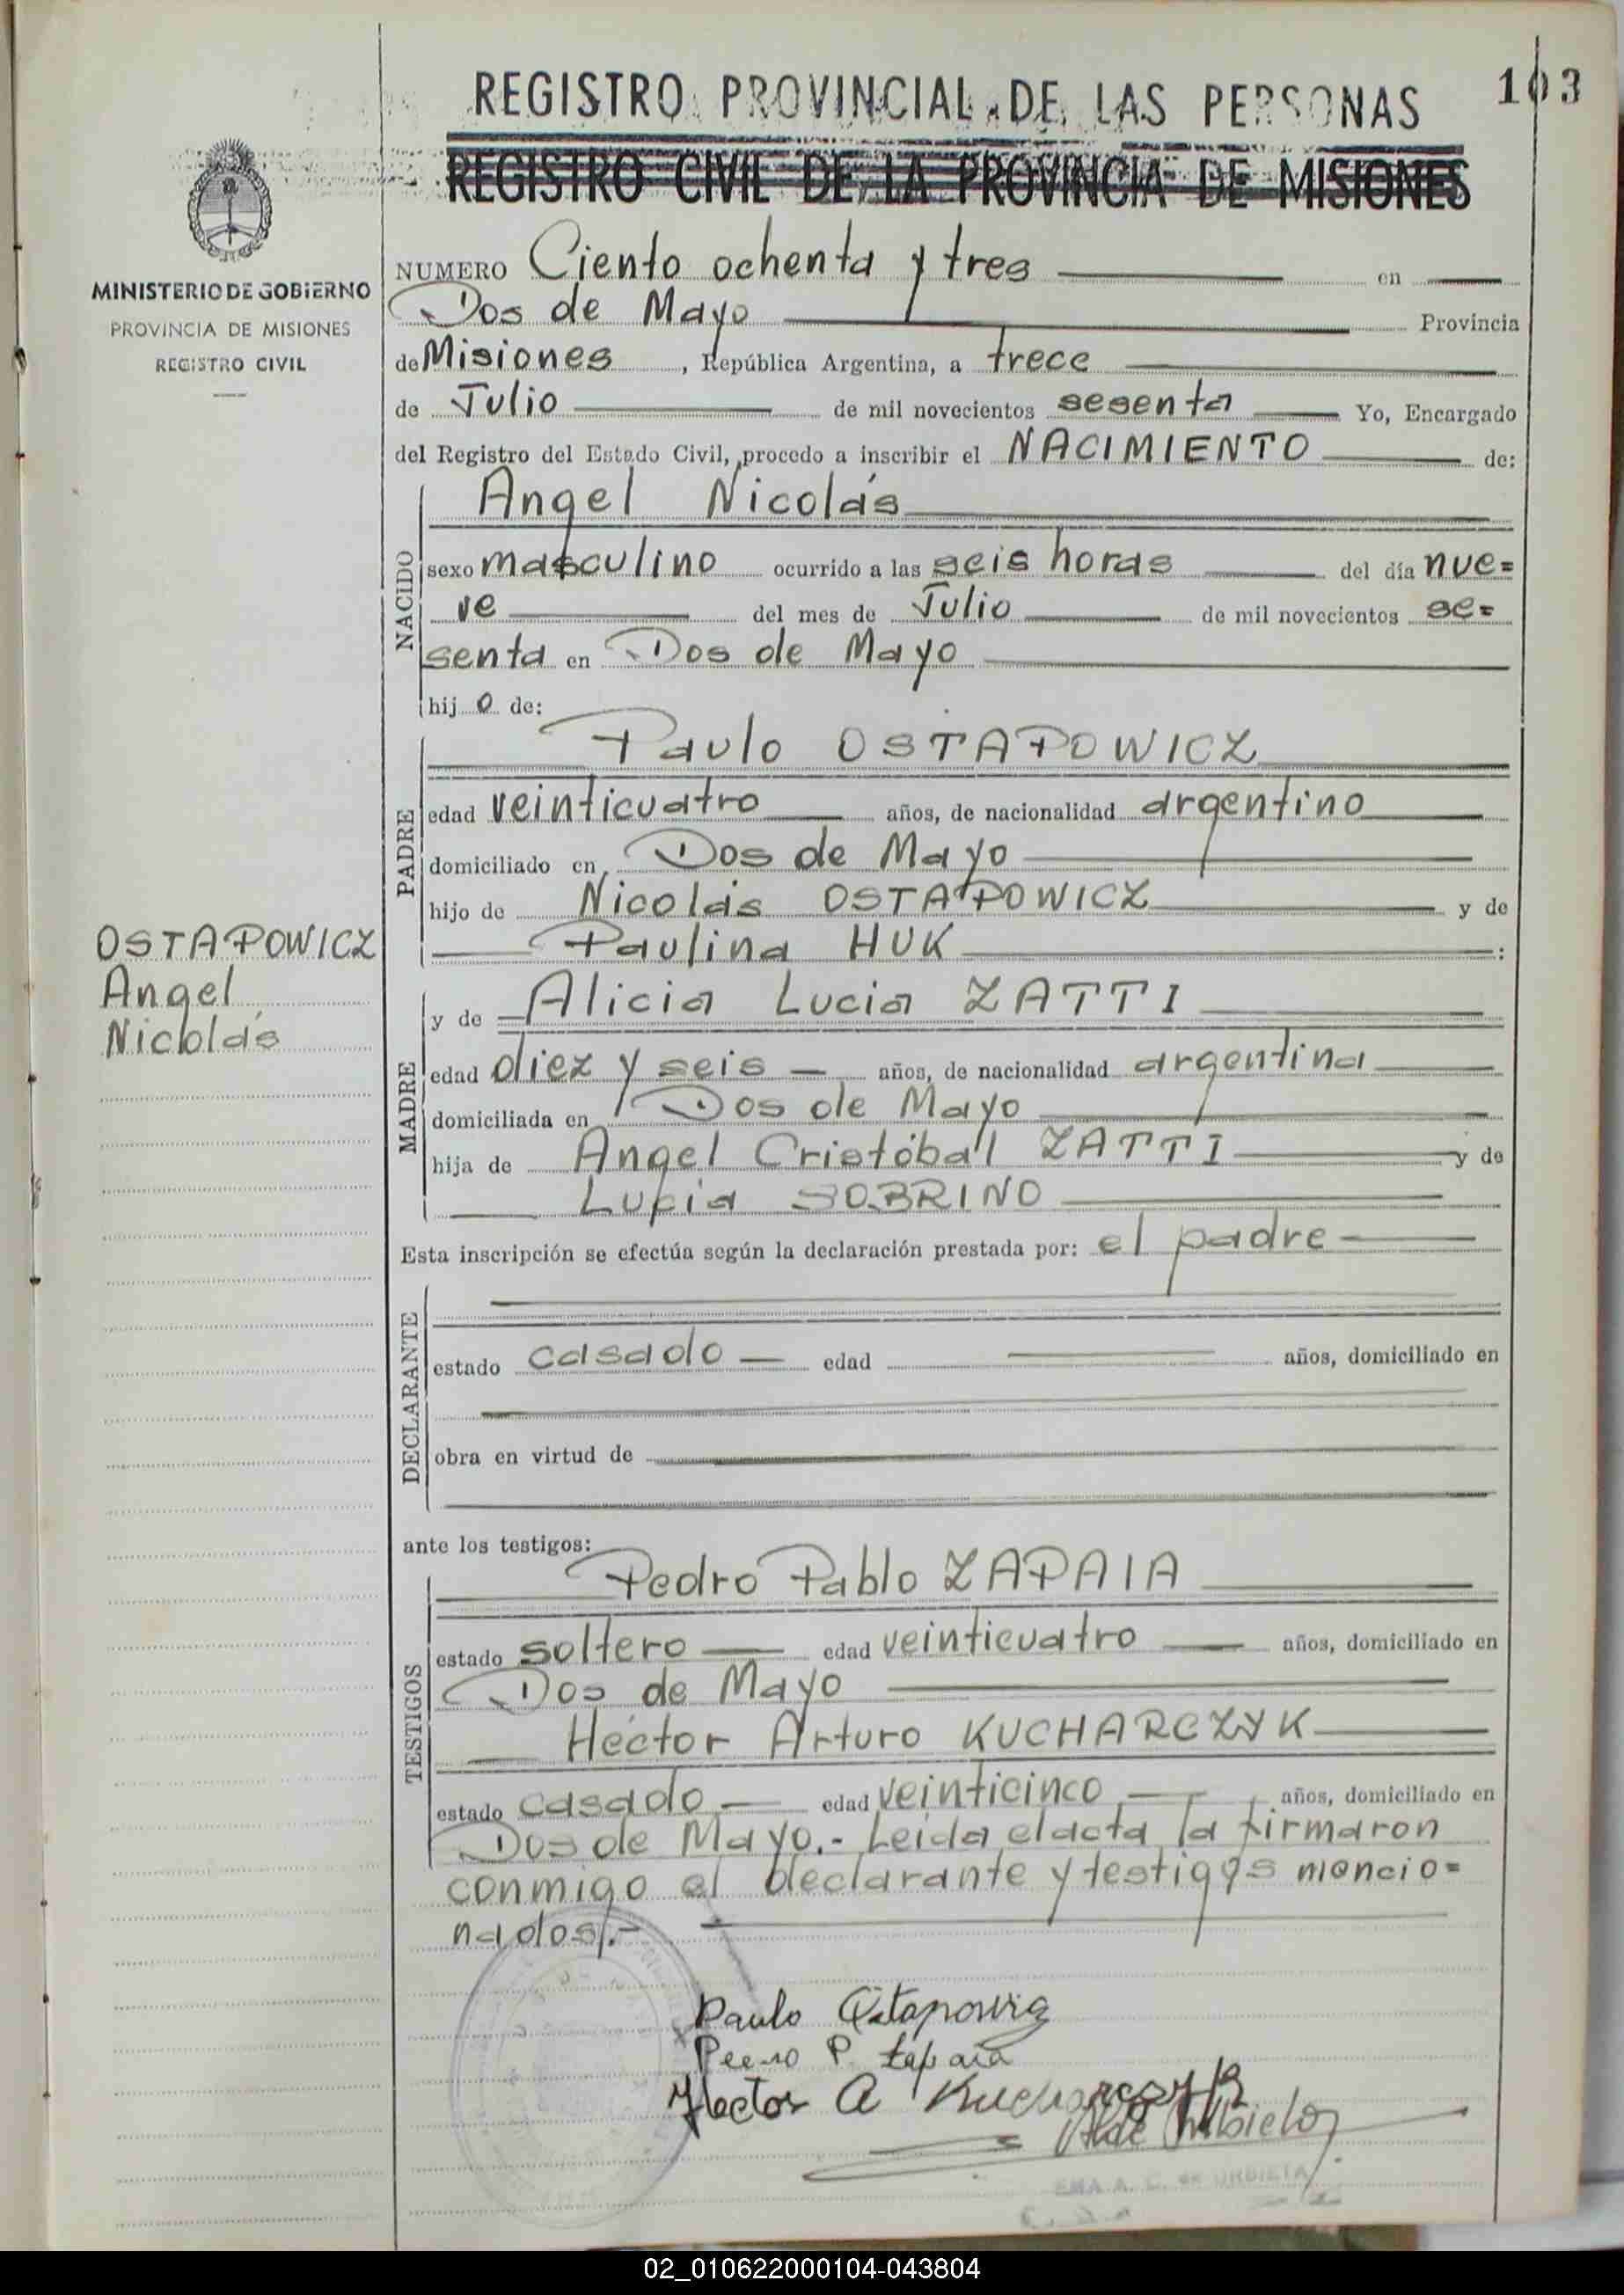 REGISTRO PROVINCIAL DE LAS PERSONAS
103
REGISTRO CIVIL DE LA PROVINCIA DE MISIONES
MINISTERIO DE GOBIERNO
PROVINCIA DE MISIONES
REGISTRO CIVIL
NUMERO Ciento ochenta y tres en
Dos de Mayo Provincia
de Misiones, República Argentina, a trece
de Julio de mil novecientos sesenta Yo, Encargado
del Registro del Estado Civil, procedo a inscribir el NACIMIENTO de:
NACIDO
Angel Nicolás
sexo masculino ocurrido a las seis horas del día nue=
ve del mes de Julio de mil novecientos se=
senta en Dos de Mayo
hijo de:
PADRE
Paulo OSTAPOWICZ
edad veinticuatro años, de nacionalidad argentino
domiciliado en Dos de Mayo
hijo de Nicolás OSTAPOWICZ y de
Paulina HUK :
OSTAPOWICZ
Angel
Nicolás
MADRE
y de Alicia Lucia ZATTI
edad diez y seis años, de nacionalidad argentina
domiciliada en Dos de Mayo
hija de Angel Cristóbal ZATTI y de
Lucia SOBRINO
Esta inscripción se efectúa según la declaración prestada por: el padre
DECLARANTE
estado casado edad años, domiciliado en
obra en virtud de
ante los testigos:
TESTIGOS
Pedro Pablo ZAPAIA
estado soltero edad veinticuatro años, domiciliado en
Dos de Mayo
Héctor Arturo KUCHARCZYK
estado casado edad veinticinco años, domiciliado en
Dos de Mayo.- Leida el acta la firmaron
conmigo el declarante y testigos mencio=
nados.-
Paulo Ostapowicz
Pedro P. Zapaia
Hector A Kucharczyk
02_010622000104-043804